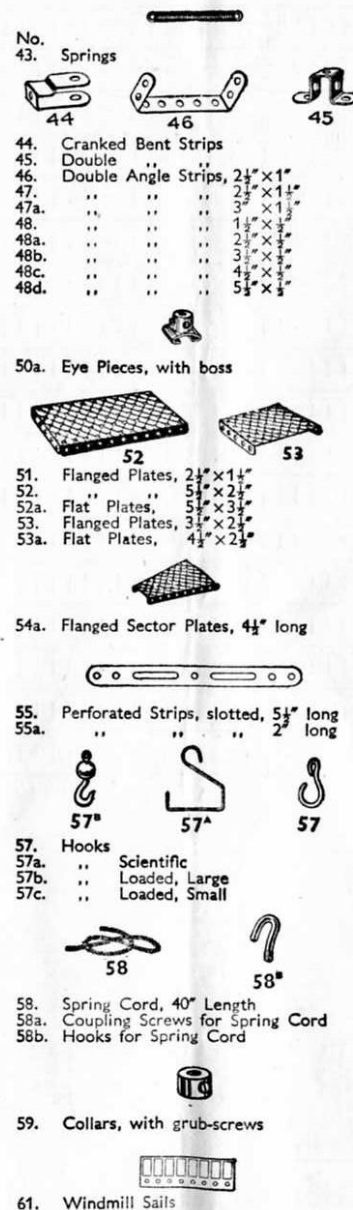 No.
43. Springs
44 46 45
44. Cranked Bent Strips
45. Double ,, ,,
46. Double Angle Strips, 2½″ × 1″
47. ,, ,, ,, 2½″ × 1½″
47a. ,, ,, ,, 3″ × 1½″
48. ,, ,, ,, 1½″ × ½″
48a. ,, ,, ,, 2½″ × ½″
48b. ,, ,, ,, 3½″ × ½″
48c. ,, ,, ,, 4½″ × ½″
48d. ,, ,, ,, 5½″ × ½″
50a. Eye Pieces, with boss
52 53
51. Flanged Plates, 2½″ × 1½″
52. ,, ,, 5½″ × 2½″
52a. Flat Plates, 5½″ × 3½″
53. Flanged Plates, 3½″ × 2½″
53a. Flat Plates, 4½″ × 2½″
54a. Flanged Sector Plates, 4½″ long
55. Perforated Strips, slotted, 5½″ long
55a. ,, ,, ,, 2″ long
57B 57A 57
57. Hooks
57a. ,, Scientific
57b. ,, Loaded, Large
57c. ,, Loaded, Small
58 58B
58. Spring Cord, 40″ Length
58a. Coupling Screws for Spring Cord
58b. Hooks for Spring Cord
59. Collars, with grub-screws
61. Windmill Sails